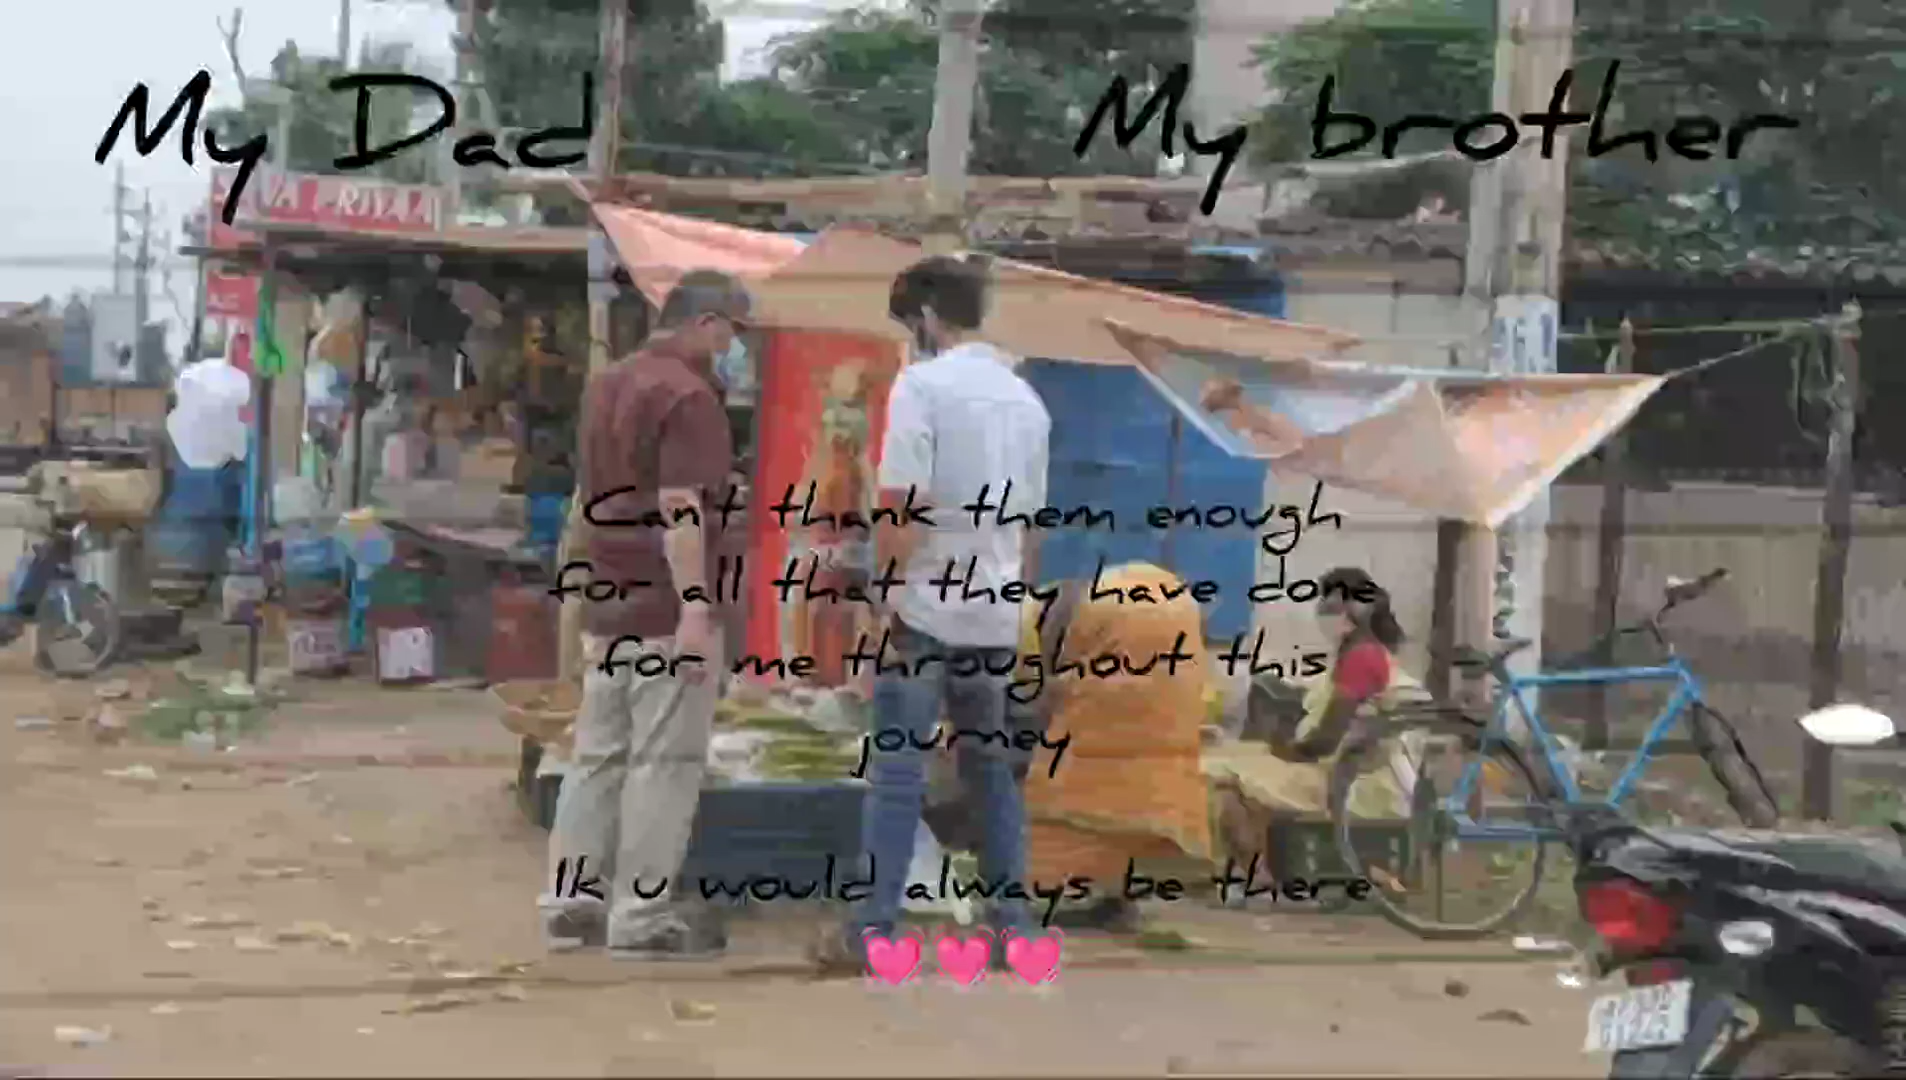 My Dad
My brother
Can't thank them enough
for all that they have done
for me throughout this
journey
Ik u would always be there
💓💓💓